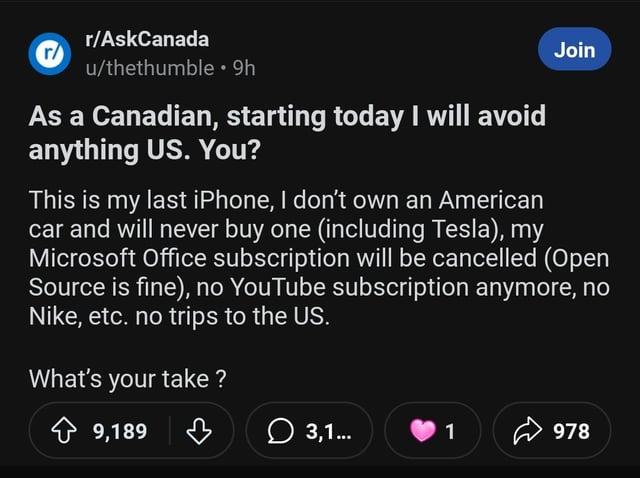 r/AskCanada
r/
u/thethumble • 9h
Join
As a Canadian, starting today I will avoid
anything US. You?
This is my last iPhone, I don’t own an American
car and will never buy one (including Tesla), my
Microsoft Office subscription will be cancelled (Open
Source is fine), no YouTube subscription anymore, no
Nike, etc. no trips to the US.
What’s your take ?
9,189
3,1...
1
978